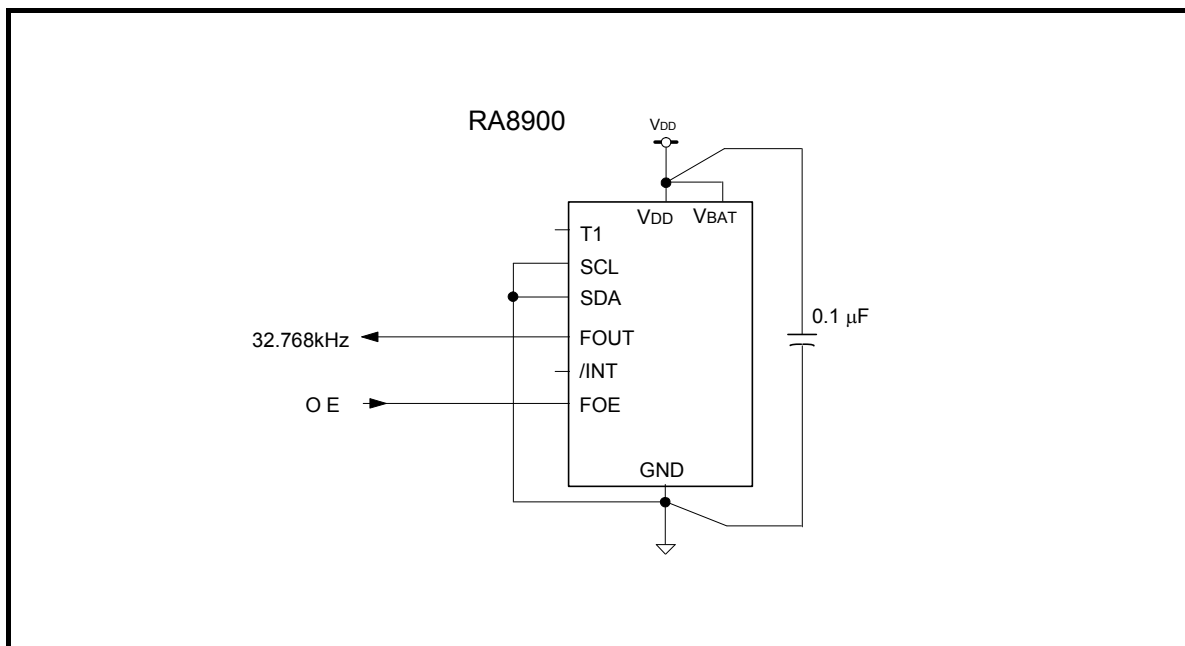 RA8900
VDD
VDD VBAT
T1
SCL
SDA
0.1 μF
32.768kHz FOUT
/INT
O E FOE
GND